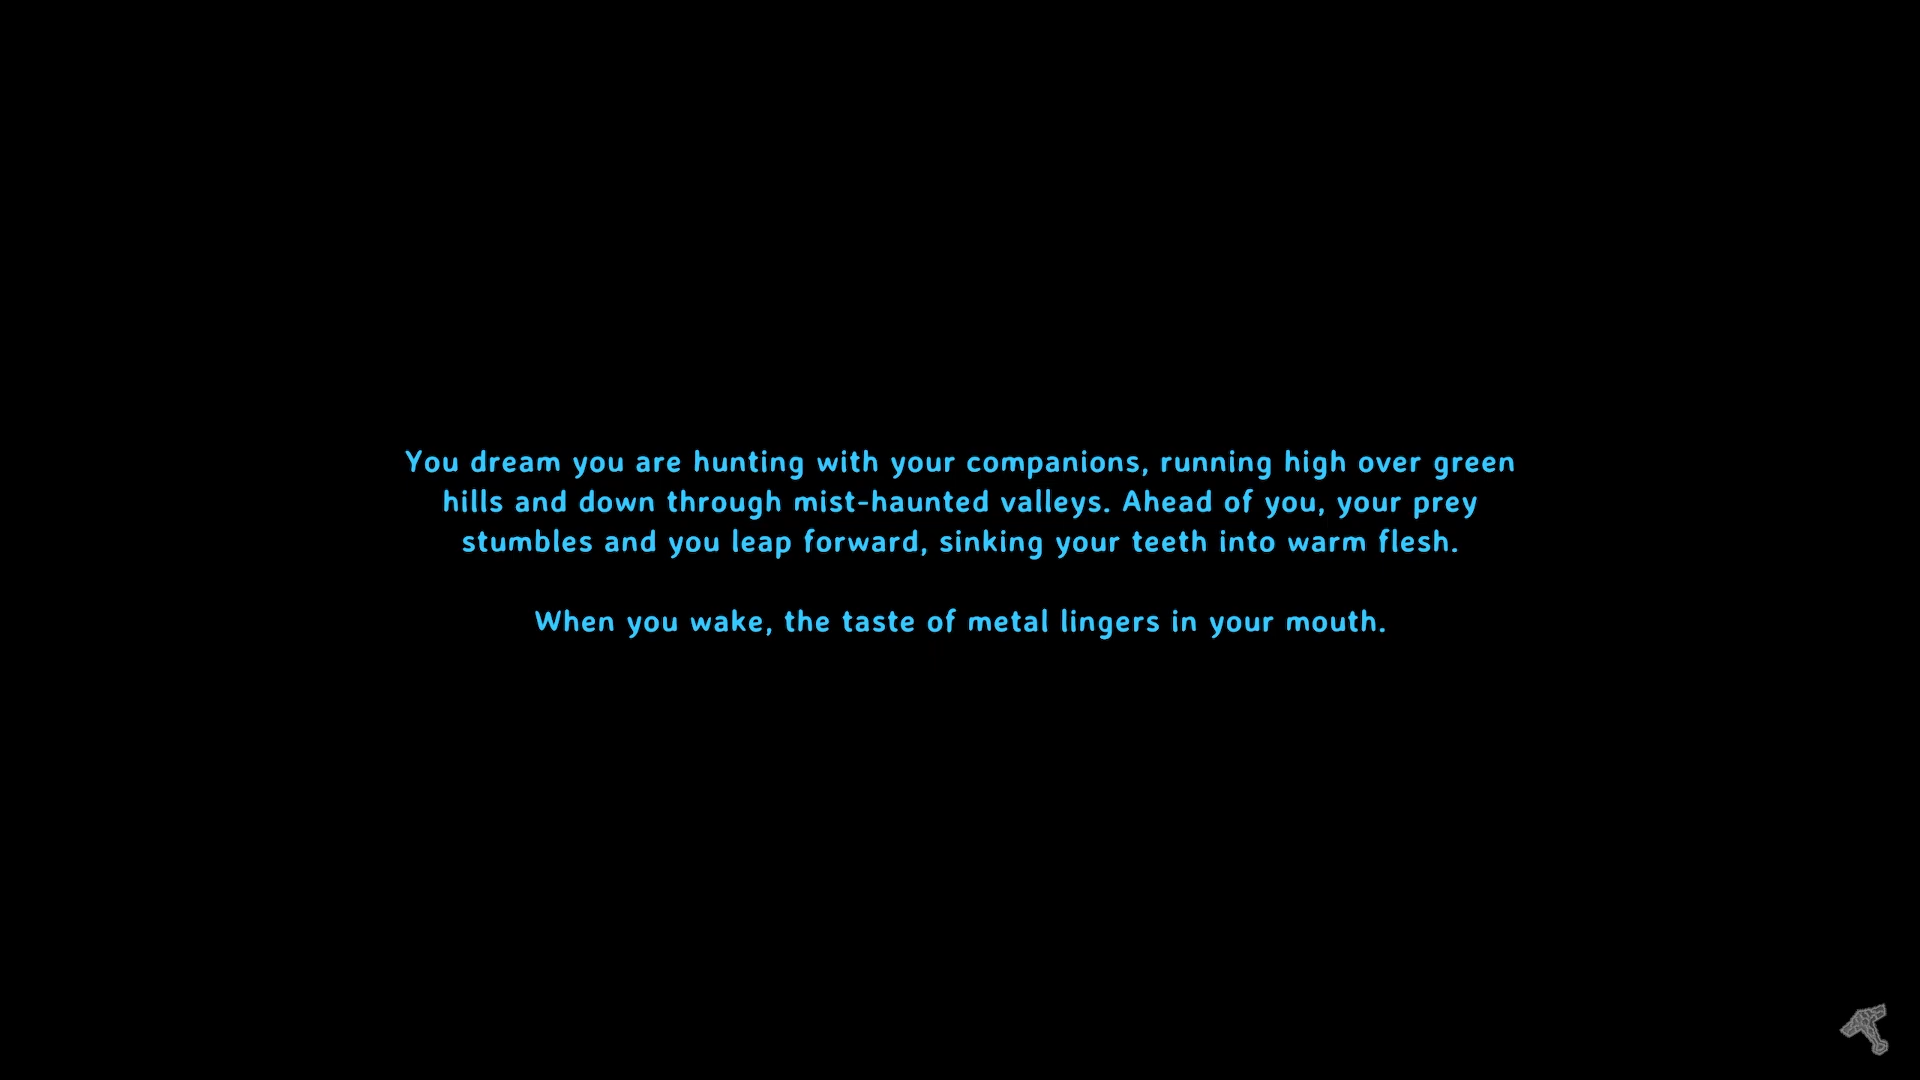 You dream you are hunting with your companions, running high over green
hills and down through mist-haunted valleys. Ahead of you, your prey
stumbles and you leap forward, sinking your teeth into warm flesh.
When you wake, the taste of metal lingers in your mouth.